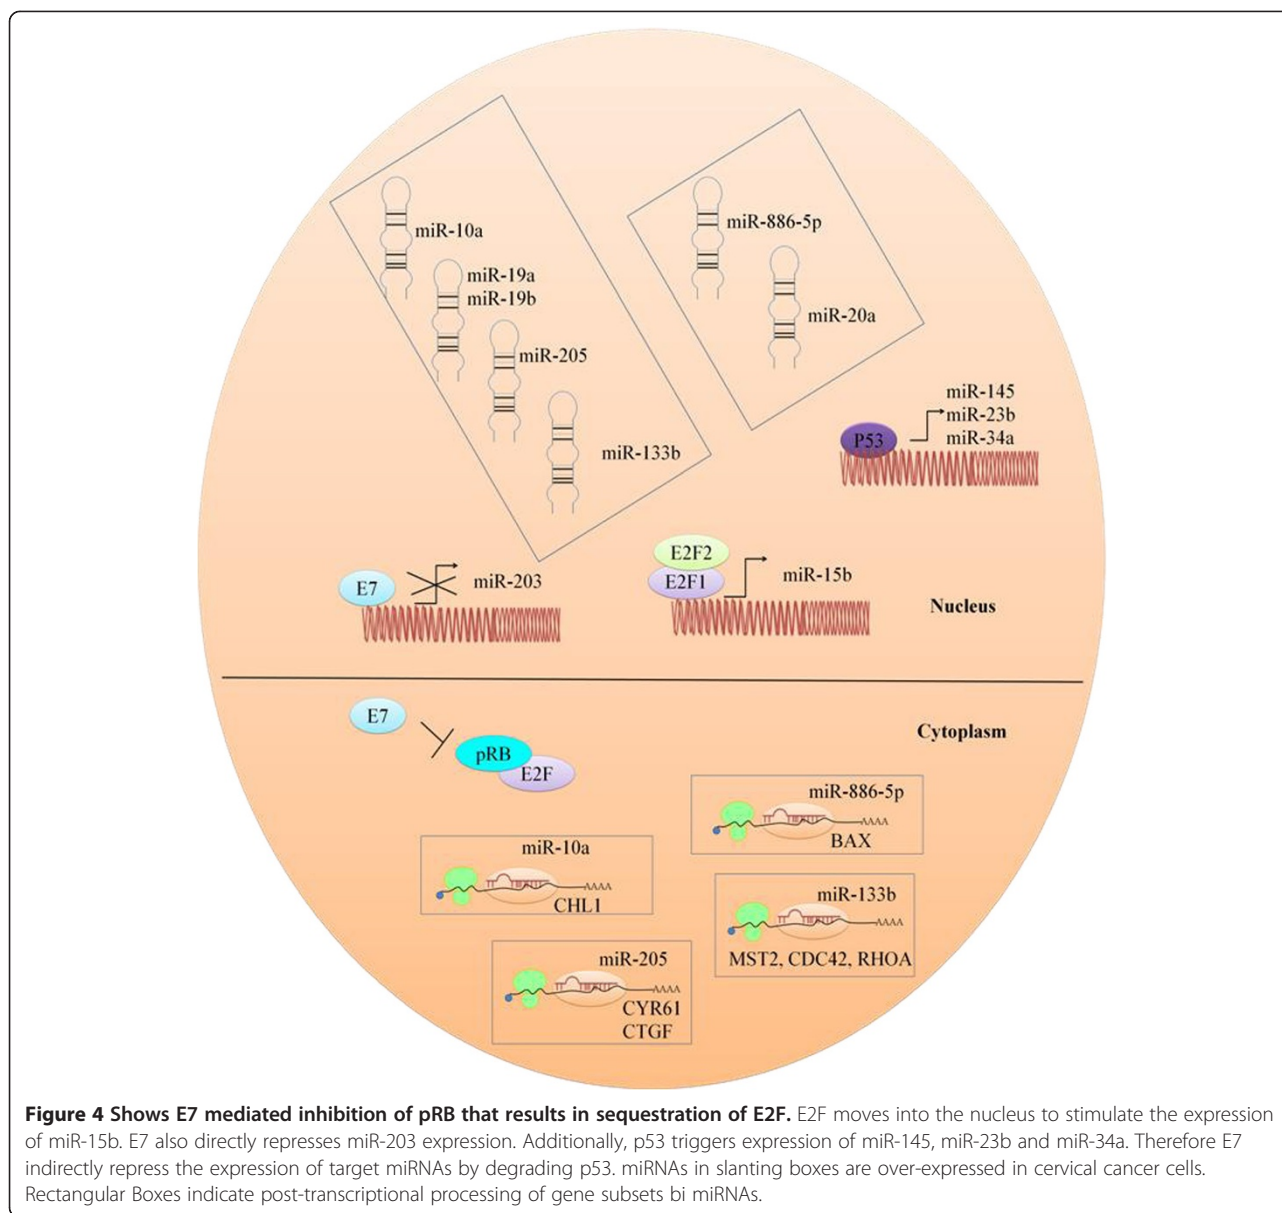 miR-10a
miR-19a
miR-19b
miR-205
miR-133b
miR-886-5p
miR-20a
miR-145
miR-23b
miR-34a
P53
E7
miR-203
E2F2
E2F1
miR-15b
Nucleus
E7
pRB
E2F
Cytoplasm
miR-886-5p
AAAA
BAX
miR-10a
AAAA
CHL1
miR-133b
AAAA
MST2, CDC42, RHOA
miR-205
AAAA
CYR61
CTGF
Figure 4 Shows E7 mediated inhibition of pRB that results in sequestration of E2F. E2F moves into the nucleus to stimulate the expression
of miR-15b. E7 also directly represses miR-203 expression. Additionally, p53 triggers expression of miR-145, miR-23b and miR-34a. Therefore E7
indirectly repress the expression of target miRNAs by degrading p53. miRNAs in slanting boxes are over-expressed in cervical cancer cells.
Rectangular Boxes indicate post-transcriptional processing of gene subsets bi miRNAs.